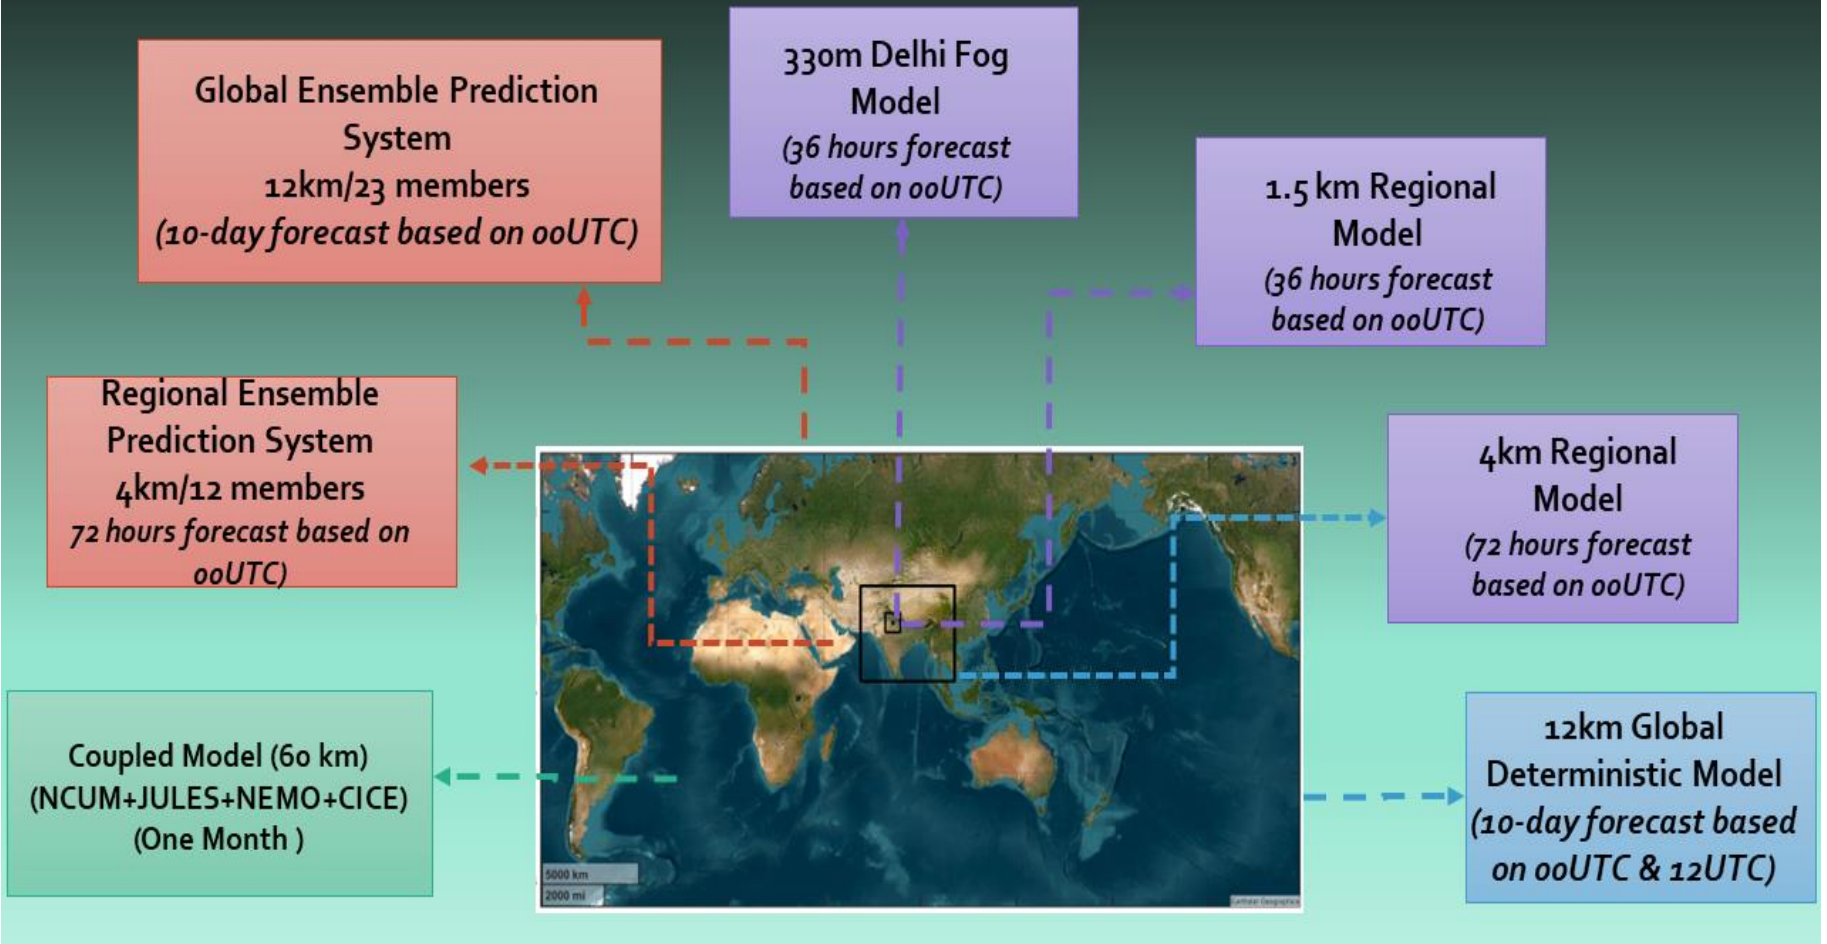 Global Ensemble Prediction
System
12km/23 members
(10-day forecast based on 00UTC)
330m Delhi Fog
Model
(36 hours forecast
based on 00UTC)
1.5 km Regional
Model
(36 hours forecast
based on 00UTC)
Regional Ensemble
Prediction System
4km/12 members
72 hours forecast based on
00UTC)
4km Regional
Model
(72 hours forecast
based on 00UTC)
Coupled Model (60 km)
(NCUM+JULES+NEMO+CICE)
(One Month )
12km Global
Deterministic Model
(10-day forecast based
on 00UTC & 12UTC)
5000 km
2000 mi
Earthstar Geographics